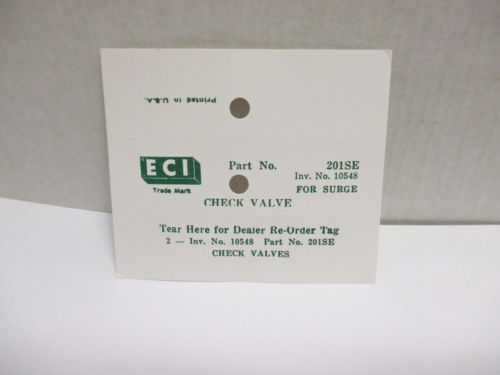 Printed in U.S.A.
ECI
Trade Mark
Part No. 201SE
Inv. No. 10548
FOR SURGE
CHECK VALVE
Tear Here for Dealer Re-Order Tag
2 — Inv. No. 10548 Part No. 201SE
CHECK VALVES